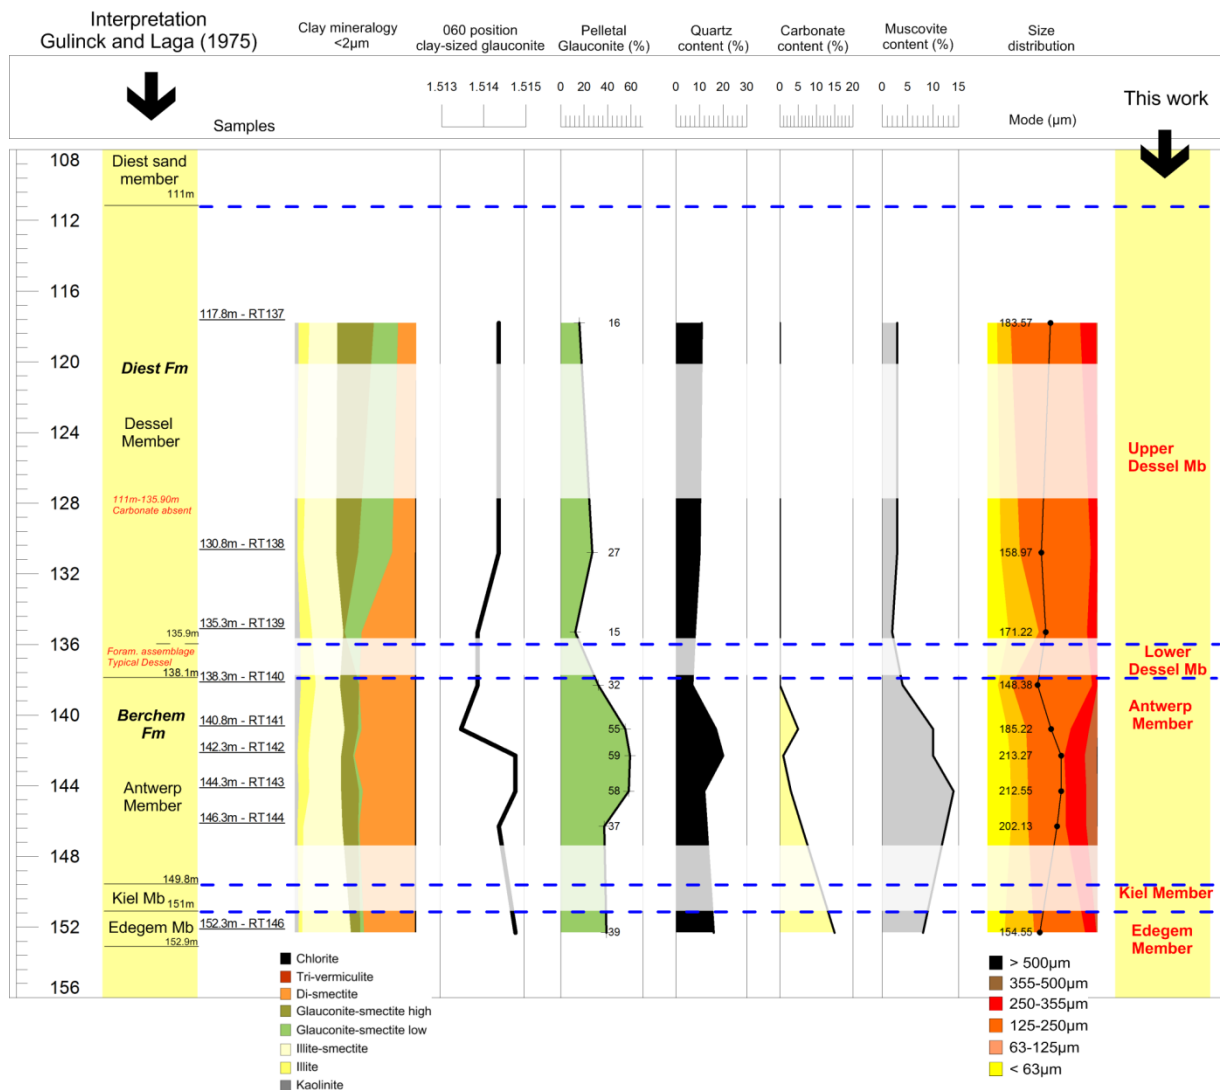 Interpretation
Gulinck and Laga (1975)
Clay mineralogy
<2µm
060 position
clay-sized glauconite
Pelletal
Glauconite (%)
Quartz
content (%)
Carbonate
content (%)
Muscovite
content (%)
Size
distribution
1.513 1.514 1.515
0 20 40 60
0 10 20 30
0 5 10 15 20
0 5 10 15
This work
Samples
Mode (µm)
108
Diest sand
member
111m
112
116
117.8m - RT137
16
183.57
120
Diest Fm
124
Dessel
Member
Upper
Dessel Mb
128
111m-135.90m
Carbonate absent
130.8m - RT138
27
158.97
132
135.3m - RT139
15
171.22
135.9m
136
Foram. assemblage
Typical Dessel
Lower
Dessel Mb
138.1m
138.3m - RT140
32
148.38
140
Berchem
Fm
Antwerp
Member
140.8m - RT141
55
185.22
142.3m - RT142
59
213.27
144
Antwerp
Member
144.3m - RT143
58
212.55
146.3m - RT144
37
202.13
148
149.8m
Kiel Mb
151m
Kiel Member
152
Edegem Mb
152.9m
152.3m - RT146
39
154.55
Edegem
Member
156
Chlorite
Tri-vermiculite
Di-smectite
Glauconite-smectite high
Glauconite-smectite low
Illite-smectite
Illite
Kaolinite
> 500µm
355-500µm
250-355µm
125-250µm
63-125µm
< 63µm